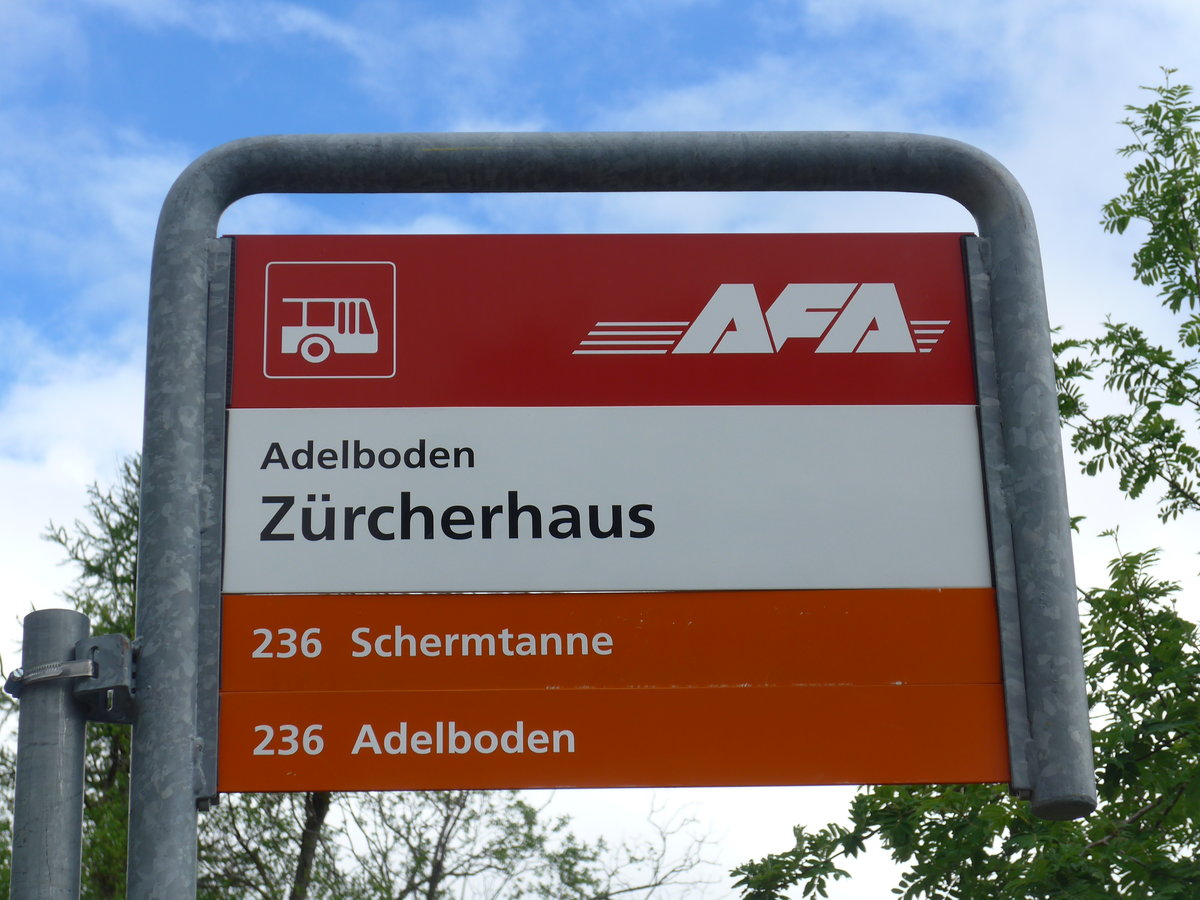 AFA
Adelboden
Zürcherhaus
236 Schermtanne
236 Adelboden